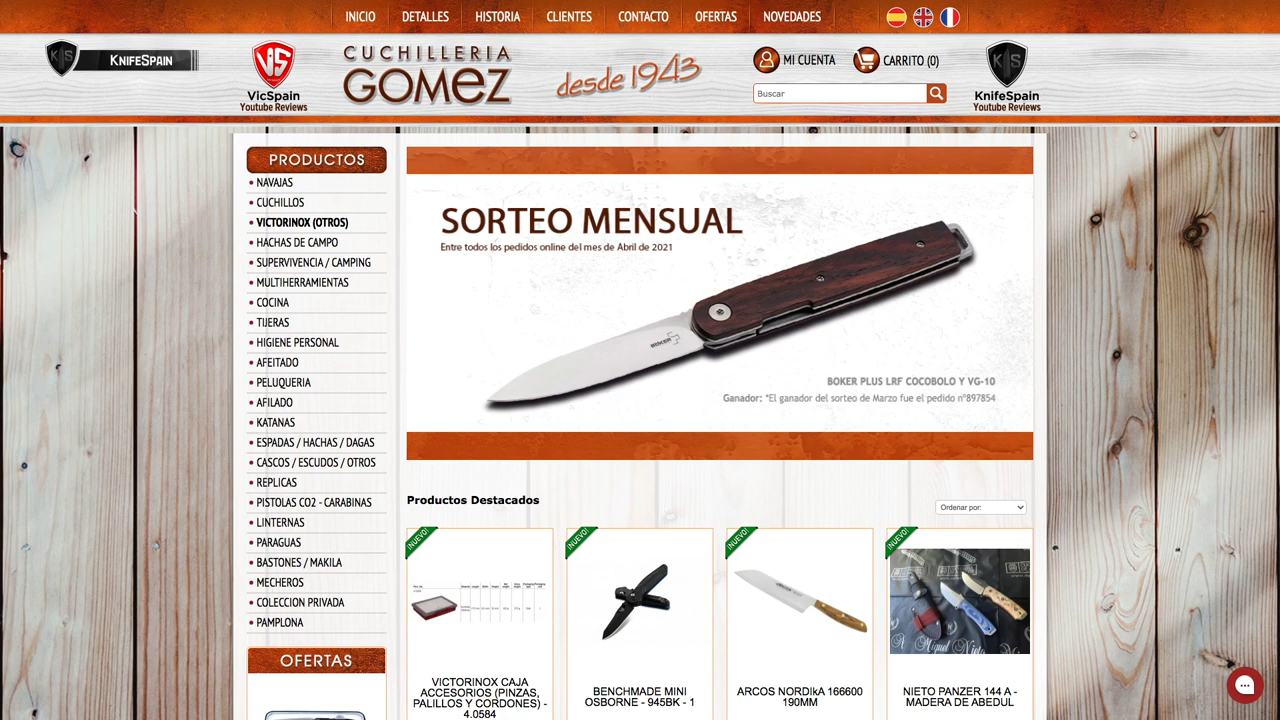 INICIO
DETALLES
HISTORIA
CLIENTES
CONTACTO
OFERTAS
NOVEDADES
KS
KNIFESPAIN
VS
VicSpain
Youtube Reviews
CUCHILLERIA
GOMEZ
desde 1943
MI CUENTA
CARRITO (0)
Buscar
KS
KnifeSpain
Youtube Reviews
PRODUCTOS
• NAVAJAS
• CUCHILLOS
• VICTORINOX (OTROS)
• HACHAS DE CAMPO
• SUPERVIVENCIA / CAMPING
• MULTIHERRAMIENTAS
• COCINA
• TIJERAS
• HIGIENE PERSONAL
• AFEITADO
• PELUQUERIA
• AFILADO
• KATANAS
• ESPADAS / HACHAS / DAGAS
• CASCOS / ESCUDOS / OTROS
• REPLICAS
• PISTOLAS CO2 - CARABINAS
• LINTERNAS
• PARAGUAS
• BASTONES / MAKILA
• MECHEROS
• COLECCION PRIVADA
• PAMPLONA
OFERTAS
SORTEO MENSUAL
Entre todos los pedidos online del mes de Abril de 2021
BOKER
BOKER PLUS LRF COCOBOLO Y VG-10
Ganador: *El ganador del sorteo de Marzo fue el pedido nº897854
Productos Destacados
Ordenar por:
¡NUEVO!
VICTORINOX CAJA
ACCESORIOS (PINZAS,
PALILLOS Y CORDONES) -
4.0584
¡NUEVO!
BENCHMADE MINI
OSBORNE - 945BK - 1
¡NUEVO!
ARCOS NORDIkA 166600
190MM
¡NUEVO!
Miguel Nieto
NIETO PANZER 144 A -
MADERA DE ABEDUL